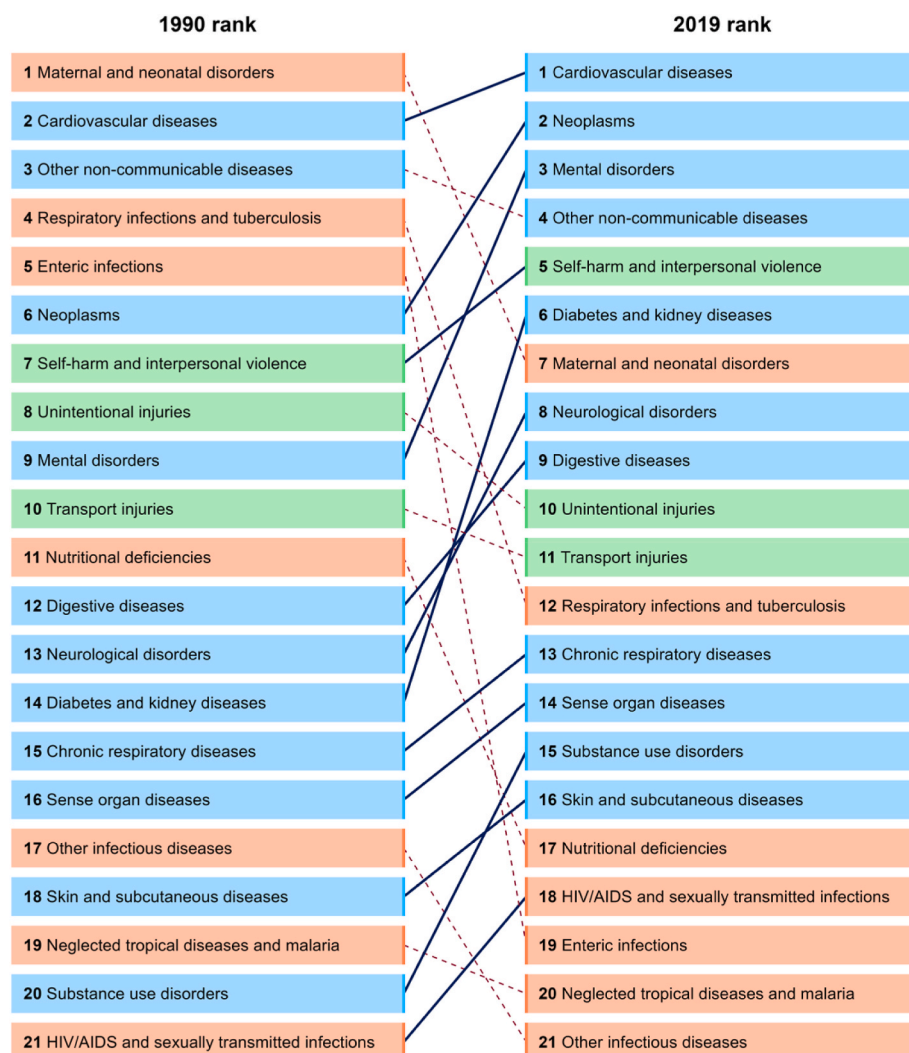 1990 rank
1 Maternal and neonatal disorders
2 Cardiovascular diseases
3 Other non-communicable diseases
4 Respiratory infections and tuberculosis
5 Enteric infections
6 Neoplasms
7 Self-harm and interpersonal violence
8 Unintentional injuries
9 Mental disorders
10 Transport injuries
11 Nutritional deficiencies
12 Digestive diseases
13 Neurological disorders
14 Diabetes and kidney diseases
15 Chronic respiratory diseases
16 Sense organ diseases
17 Other infectious diseases
18 Skin and subcutaneous diseases
19 Neglected tropical diseases and malaria
20 Substance use disorders
21 HIV/AIDS and sexually transmitted infections
2019 rank
1 Cardiovascular diseases
2 Neoplasms
3 Mental disorders
4 Other non-communicable diseases
5 Self-harm and interpersonal violence
6 Diabetes and kidney diseases
7 Maternal and neonatal disorders
8 Neurological disorders
9 Digestive diseases
10 Unintentional injuries
11 Transport injuries
12 Respiratory infections and tuberculosis
13 Chronic respiratory diseases
14 Sense organ diseases
15 Substance use disorders
16 Skin and subcutaneous diseases
17 Nutritional deficiencies
18 HIV/AIDS and sexually transmitted infections
19 Enteric infections
20 Neglected tropical diseases and malaria
21 Other infectious diseases